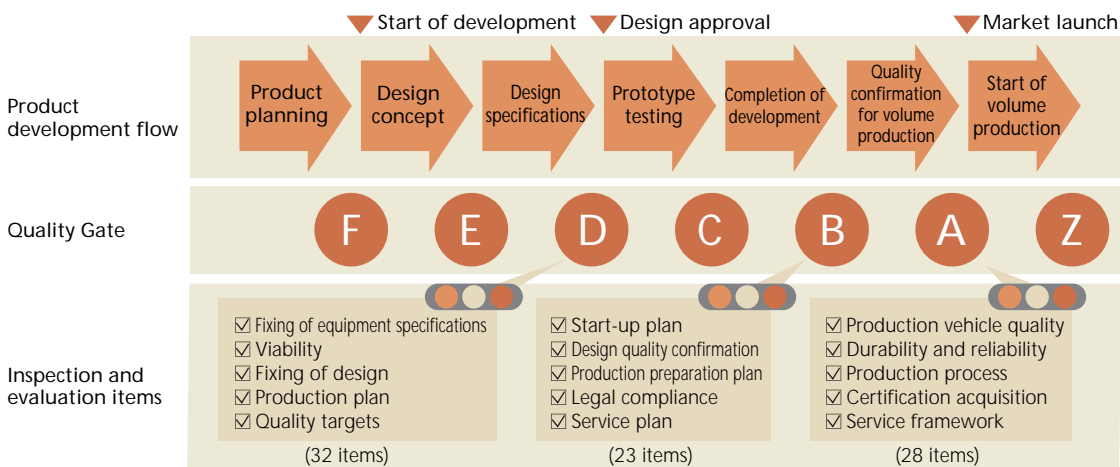 Start of development
Design approval
Market launch
Product
development flow
Product
planning
Design
concept
Design
specifications
Prototype
testing
Completion of
development
Quality
confirmation
for volume
production
Start of
volume
production
Quality Gate
F
E
D
C
B
A
Z
Inspection and
evaluation items
Fixing of equipment specifications
Viability
Fixing of design
Production plan
Quality targets
(32 items)
Start-up plan
Design quality confirmation
Production preparation plan
Legal compliance
Service plan
(23 items)
Production vehicle quality
Durability and reliability
Production process
Certification acquisition
Service framework
(28 items)